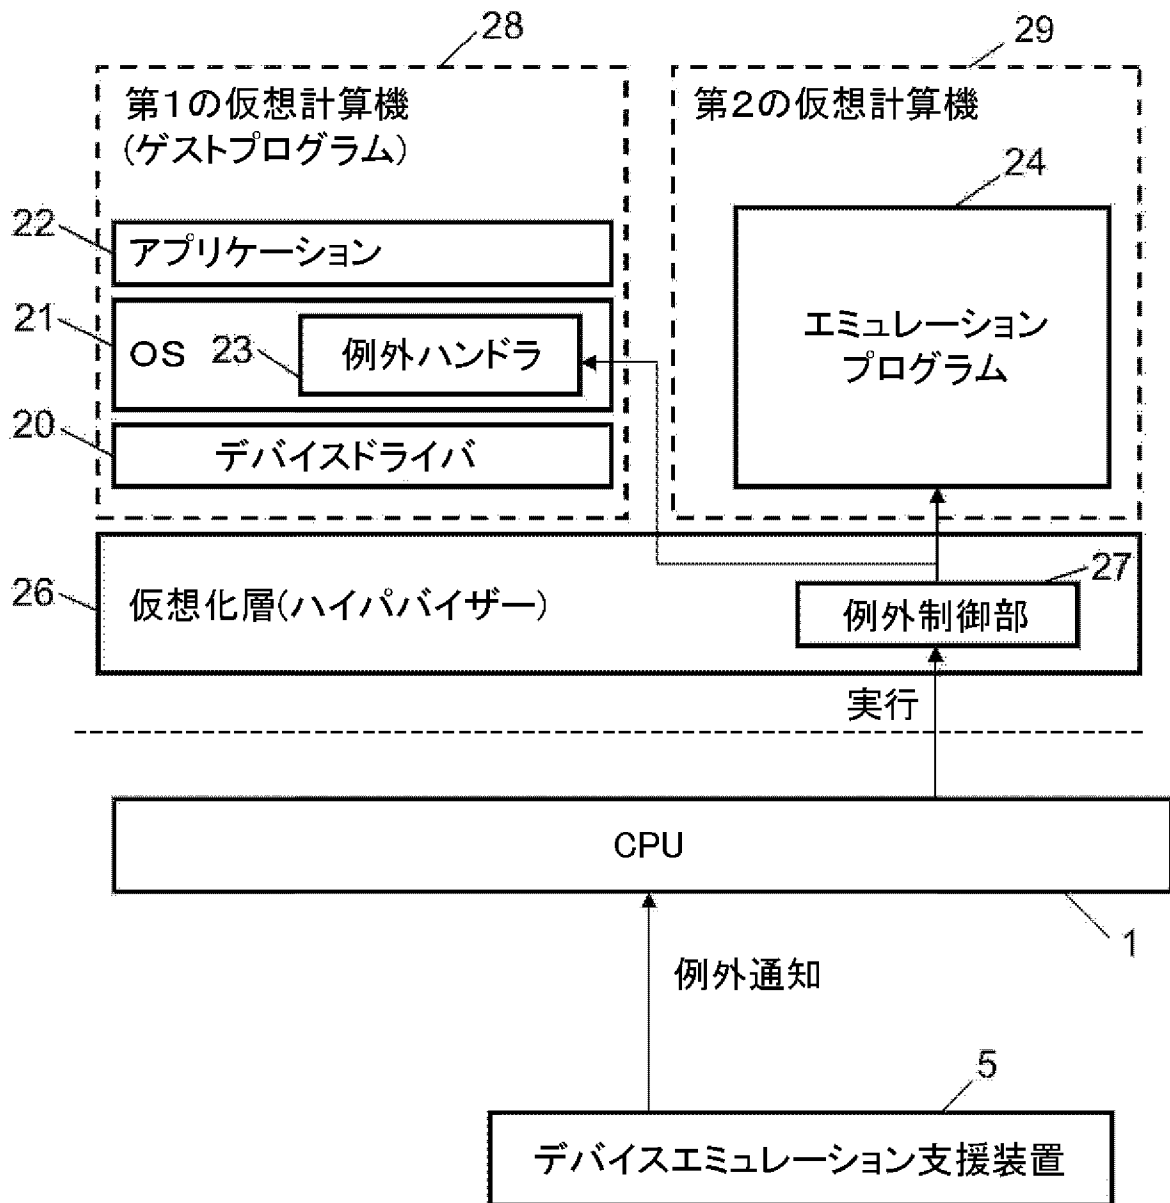 28
29
第1の仮想計算機
(ゲストプログラム)
第2の仮想計算機
24
22
アプリケーション
21
OS
23
例外ハンドラ
エミュレーション
プログラム
20
デバイスドライバ
26
仮想化層(ハイパバイザー)
27
例外制御部
実行
CPU
1
例外通知
5
デバイスエミュレーション支援装置